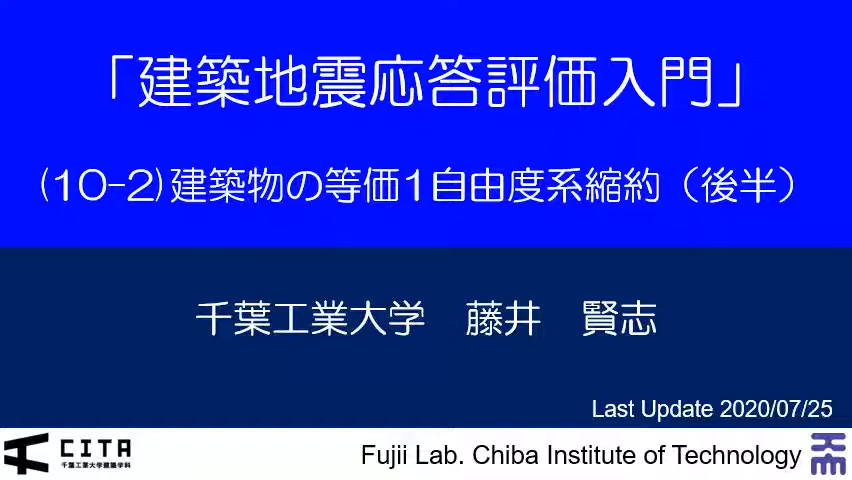 「建築地震応答評価入門」
(10-2)建築物の等価1自由度系縮約（後半）
千葉工業大学　藤井　賢志
Last Update 2020/07/25
CITA
千葉工業大学建築学科
Fujii Lab. Chiba Institute of Technology